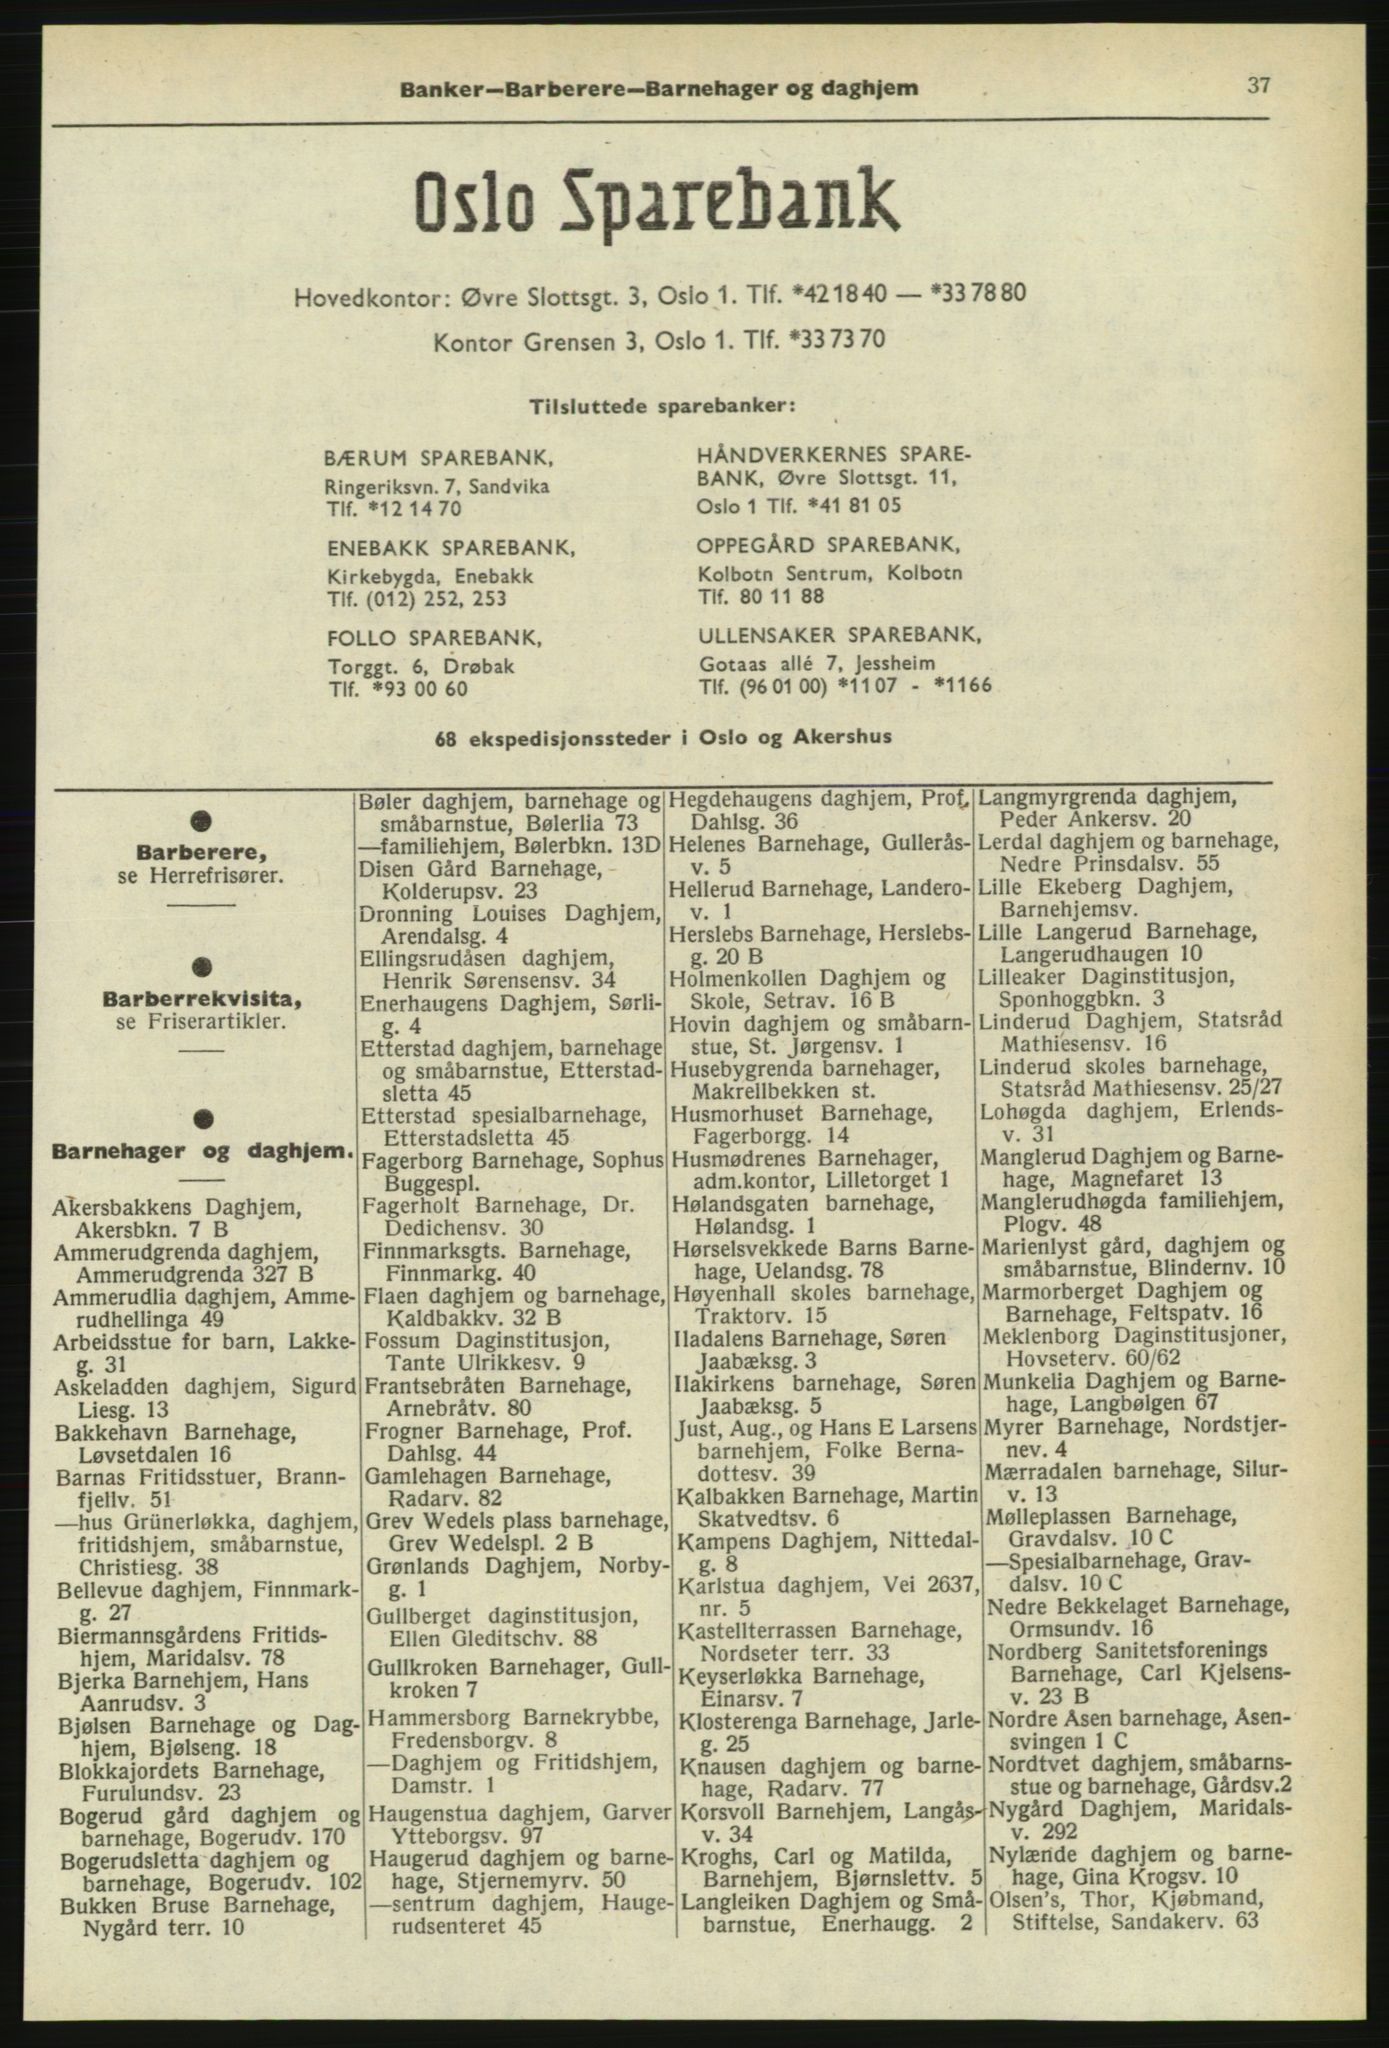 Banker—Barberere—Barnehager og daghjem
37
Oslo Sparebank
Hovedkontor: Øvre Slottsgt. 3, Oslo 1. Tlf. *421840 — *337880
Kontor Grensen 3, Oslo 1. Tlf. *337370
Tilsluttede sparebanker:
BÆRUM SPAREBANK,
Ringeriksvn. 7, Sandvika
Tlf. *12 14 70
ENEBAKK SPAREBANK,
Kirkebygda, Enebakk
Tlf. (012) 252, 253
FOLLO SPAREBANK,
Torggt. 6, Drøbak
Tlf. *93 00 60
HÅNDVERKERNES SPARE-
BANK, Øvre Slottsgt. 11,
Oslo 1 Tlf. *41 81 05
OPPEGÅRD SPAREBANK,
Kolbotn Sentrum, Kolbotn
Tlf. 80 11 88
ULLENSAKER SPAREBANK,
Gotaas allé 7, Jessheim
Tlf. (96 01 00) *1107 - *1166
68 ekspedisjonssteder i Oslo og Akershus
Barberere,
se Herrefrisører.
Barberrekvisita,
se Friserartikler.
Barnehager og daghjem.
Akersbakkens Daghjem,
Akersbkn. 7 B
Ammerudgrenda daghjem,
Ammerudgrenda 327 B
Ammerudlia daghjem, Amme-
rudhellinga 49
Arbeidsstue for barn, Lakke-
g. 31
Askeladden daghjem, Sigurd
Liesg. 13
Bakkehavn Barnehage,
Løvsetdalen 16
Barnas Fritidsstuer, Brann-
fjellv. 51
—hus Grünerløkka, daghjem,
fritidshjem, småbarnstue,
Christiesg. 38
Bellevue daghjem, Finnmark-
g. 27
Biermannsgårdens Fritids-
hjem, Maridalsv. 78
Bjerka Barnehjem, Hans
Aanrudsv. 3
Bjølsen Barnehage og Dag-
hjem, Bjølseng. 18
Blokkajordets Barnehage,
Furulundsv. 23
Bogerud gård daghjem og
barnehage, Bogerudv. 170
Bogerudsletta daghjem og
barnehage, Bogerudv. 102
Bukken Bruse Barnehage,
Nygård terr. 10
Bøler daghjem, barnehage og
småbarnstue, Bølerlia 73
—familiehjem, Bølerbkn. 13D
Disen Gård Barnehage,
Kolderupsv. 23
Dronning Louises Daghjem,
Arendalsg. 4
Ellingsrudåsen daghjem,
Henrik Sørensensv. 34
Enerhaugens Daghjem, Sørli-
g. 4
Etterstad daghjem, barnehage
og småbarnstue, Etterstad-
sletta 45
Etterstad spesialbarnehage,
Etterstadsletta 45
Fagerborg Barnehage, Sophus
Buggespl.
Fagerholt Barnehage, Dr.
Dedichensv. 30
Finnmarksgts. Barnehage,
Finnmarkg. 40
Flaen daghjem og barnehage,
Kaldbakkv. 32 B
Fossum Daginstitusjon,
Tante Ulrikkesv. 9
Frantsebråten Barnehage,
Arnebråtv. 80
Frogner Barnehage, Prof.
Dahlsg. 44
Gamlehagen Barnehage,
Radarv. 82
Grev Wedels plass barnehage,
Grev Wedelspl. 2 B
Grønlands Daghjem, Norby-
g. 1
Gullberget daginstitusjon,
Ellen Gleditschv. 88
Gullkroken Barnehager, Gull-
kroken 7
Hammersborg Barnekrybbe,
Fredensborgv. 8
—Daghjem og Fritidshjem,
Damstr. 1
Haugenstua daghjem, Garver
Ytteborgsv. 97
Haugerud daghjem og barne-
hage, Stjernemyrv. 50
—sentrum daghjem, Hauge-
rudsenteret 45
Hegdehaugens daghjem, Prof.
Dahlsg. 36
Helenes Barnehage, Gullerås-
v. 5
Hellerud Barnehage, Landero-
v. 1
Herslebs Barnehage, Herslebs-
g. 20 B
Holmenkollen Daghjem og
Skole, Setrav. 16 B
Hovin daghjem og småbarn-
stue, St. Jørgensv. 1
Husebygrenda barnehager,
Makrellbekken st.
Husmorhuset Barnehage,
Fagerborgg. 14
Husmødrenes Barnehager,
adm.kontor, Lilletorget 1
Hølandsgaten barnehage,
Hølandsg. 1
Hørselsvekkede Barns Barne-
hage, Uelandsg. 78
Høyenhall skoles barnehage,
Traktorv. 15
Iladalens Barnehage, Søren
Jaabæksg. 3
Ilakirkens barnehage, Søren
Jaabæksg. 5
Just, Aug., og Hans E Larsens
barnehjem, Folke Berna-
dottesv. 39
Kalbakken Barnehage, Martin
Skatvedtsv. 6
Kampens Daghjem, Nittedal-
g. 8
Karlstua daghjem, Vei 2637,
nr. 5
Kastellterrassen Barnehage,
Nordseter terr. 33
Keyserløkka Barnehage,
Einarsv. 7
Klosterenga Barnehage, Jarle-
g. 25
Knausen daghjem og barne-
hage, Radarv. 77
Korsvoll Barnehjem, Langås-
v. 34
Kroghs, Carl og Matilda,
Barnehjem, Bjørnslettv. 5
Langleiken Daghjem og Små-
barnstue, Enerhaugg. 2
Langmyrgrenda daghjem,
Peder Ankersv. 20
Lerdal daghjem og barnehage,
Nedre Prinsdalsv. 55
Lille Ekeberg Daghjem,
Barnehjemsv.
Lille Langerud Barnehage,
Langerudhaugen 10
Lilleaker Daginstitusjon,
Sponhoggbkn. 3
Linderud Daghjem, Statsråd
Mathiesensv. 16
Linderud skoles barnehage,
Statsråd Mathiesensv. 25/27
Lohøgda daghjem, Erlends-
v. 31
Manglerud Daghjem og Barne-
hage, Magnefaret 13
Manglerudhøgda familiehjem,
Plogv. 48
Marienlyst gård, daghjem og
småbarnstue, Blindernv. 10
Marmorberget Daghjem og
Barnehage, Feltspatv. 16
Meklenborg Daginstitusjoner,
Hovseterv. 60/62
Munkelia Daghjem og Barne-
hage, Langbølgen 67
Myrer Barnehage, Nordstjer-
nev. 4
Mærradalen barnehage, Silur-
v. 13
Mølleplassen Barnehage,
Gravdalsv. 10 C
—Spesialbarnehage, Grav-
dalsv. 10 C
Nedre Bekkelaget Barnehage,
Ormsundv. 16
Nordberg Sanitetsforenings
Barnehage, Carl Kjelsens-
v. 23 B
Nordre Åsen barnehage, Åsen-
svingen 1 C
Nordtvet daghjem, småbarns-
stue og barnehage, Gårdsv.2
Nygård Daghjem, Maridals-
v. 292
Nylænde daghjem og barne-
hage, Gina Krogsv. 10
Olsen's, Thor, Kjøbmand,
Stiftelse, Sandakerv. 63